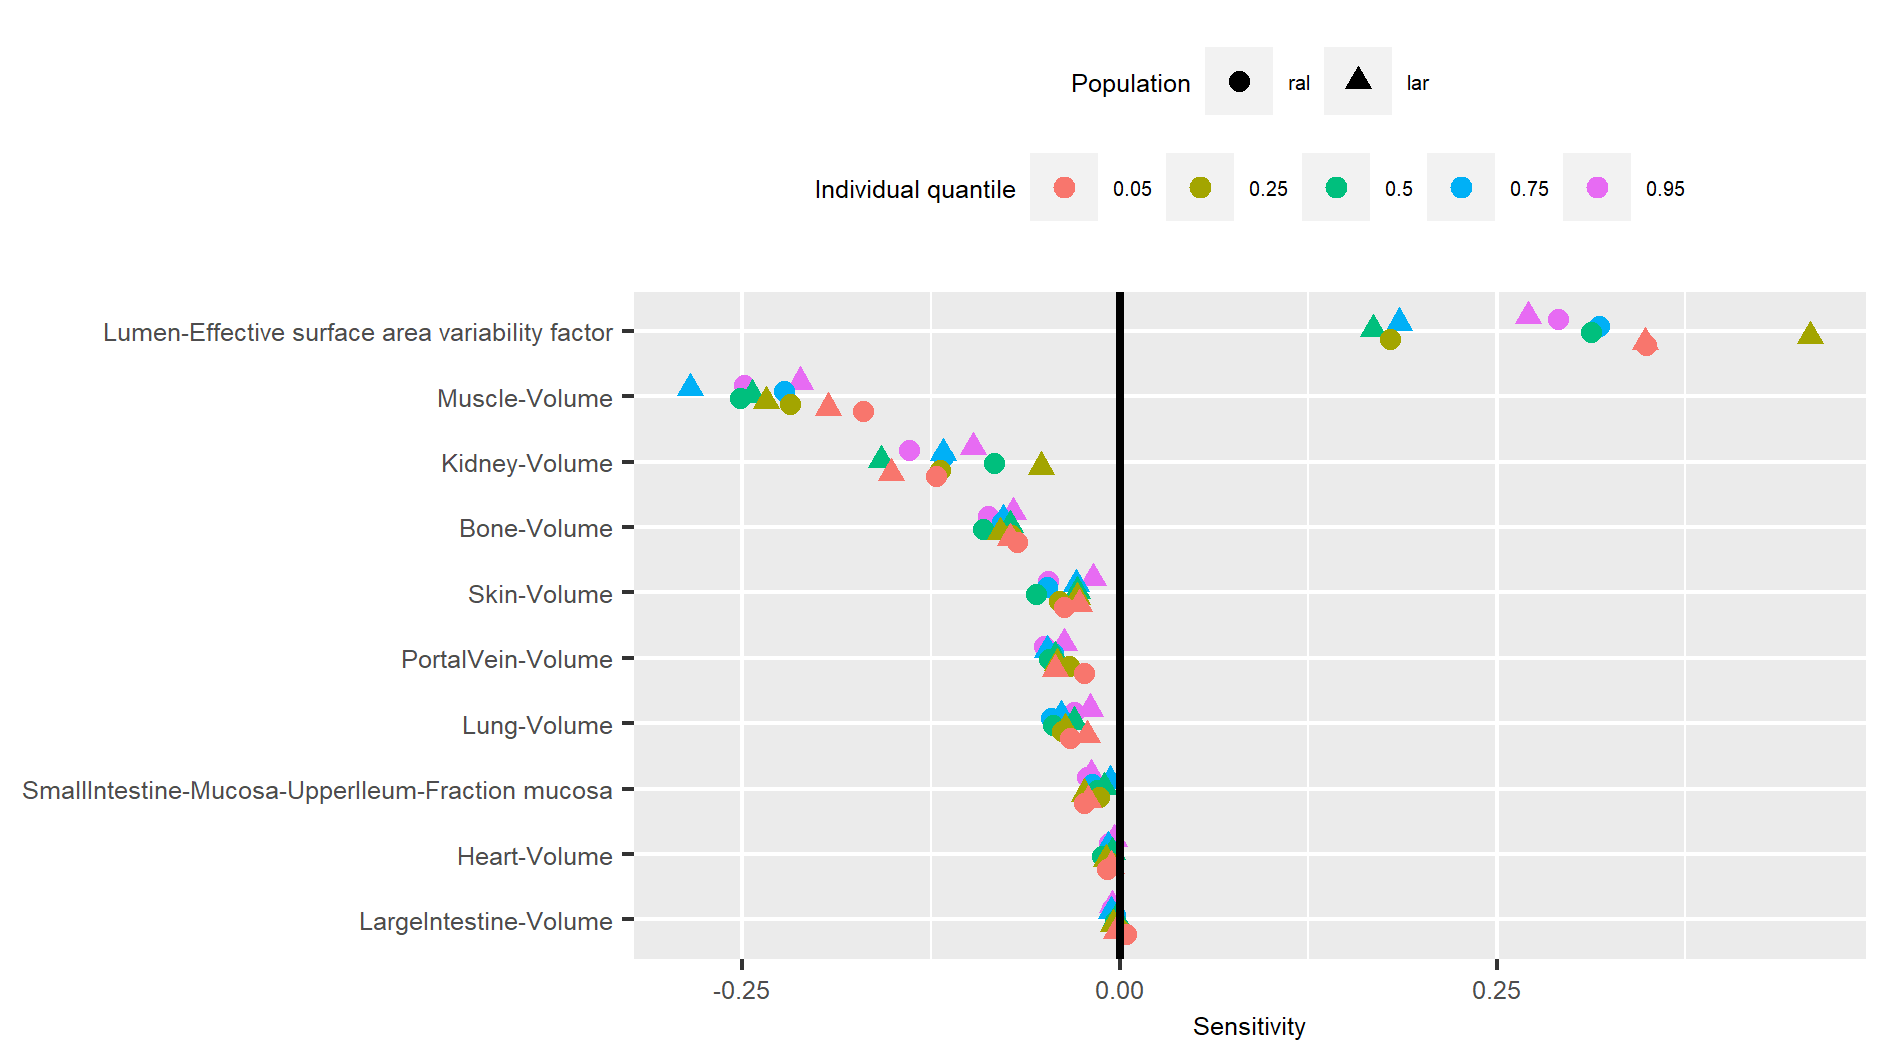 Population ral lar
Individual quantile 0.05 0.25 0.5 0.75 0.95
Lumen-Effective surface area variability factor
Muscle-Volume
Kidney-Volume
Bone-Volume
Skin-Volume
PortalVein-Volume
Lung-Volume
SmallIntestine-Mucosa-UpperIleum-Fraction mucosa
Heart-Volume
LargeIntestine-Volume
-0.25 0.00 0.25
Sensitivity